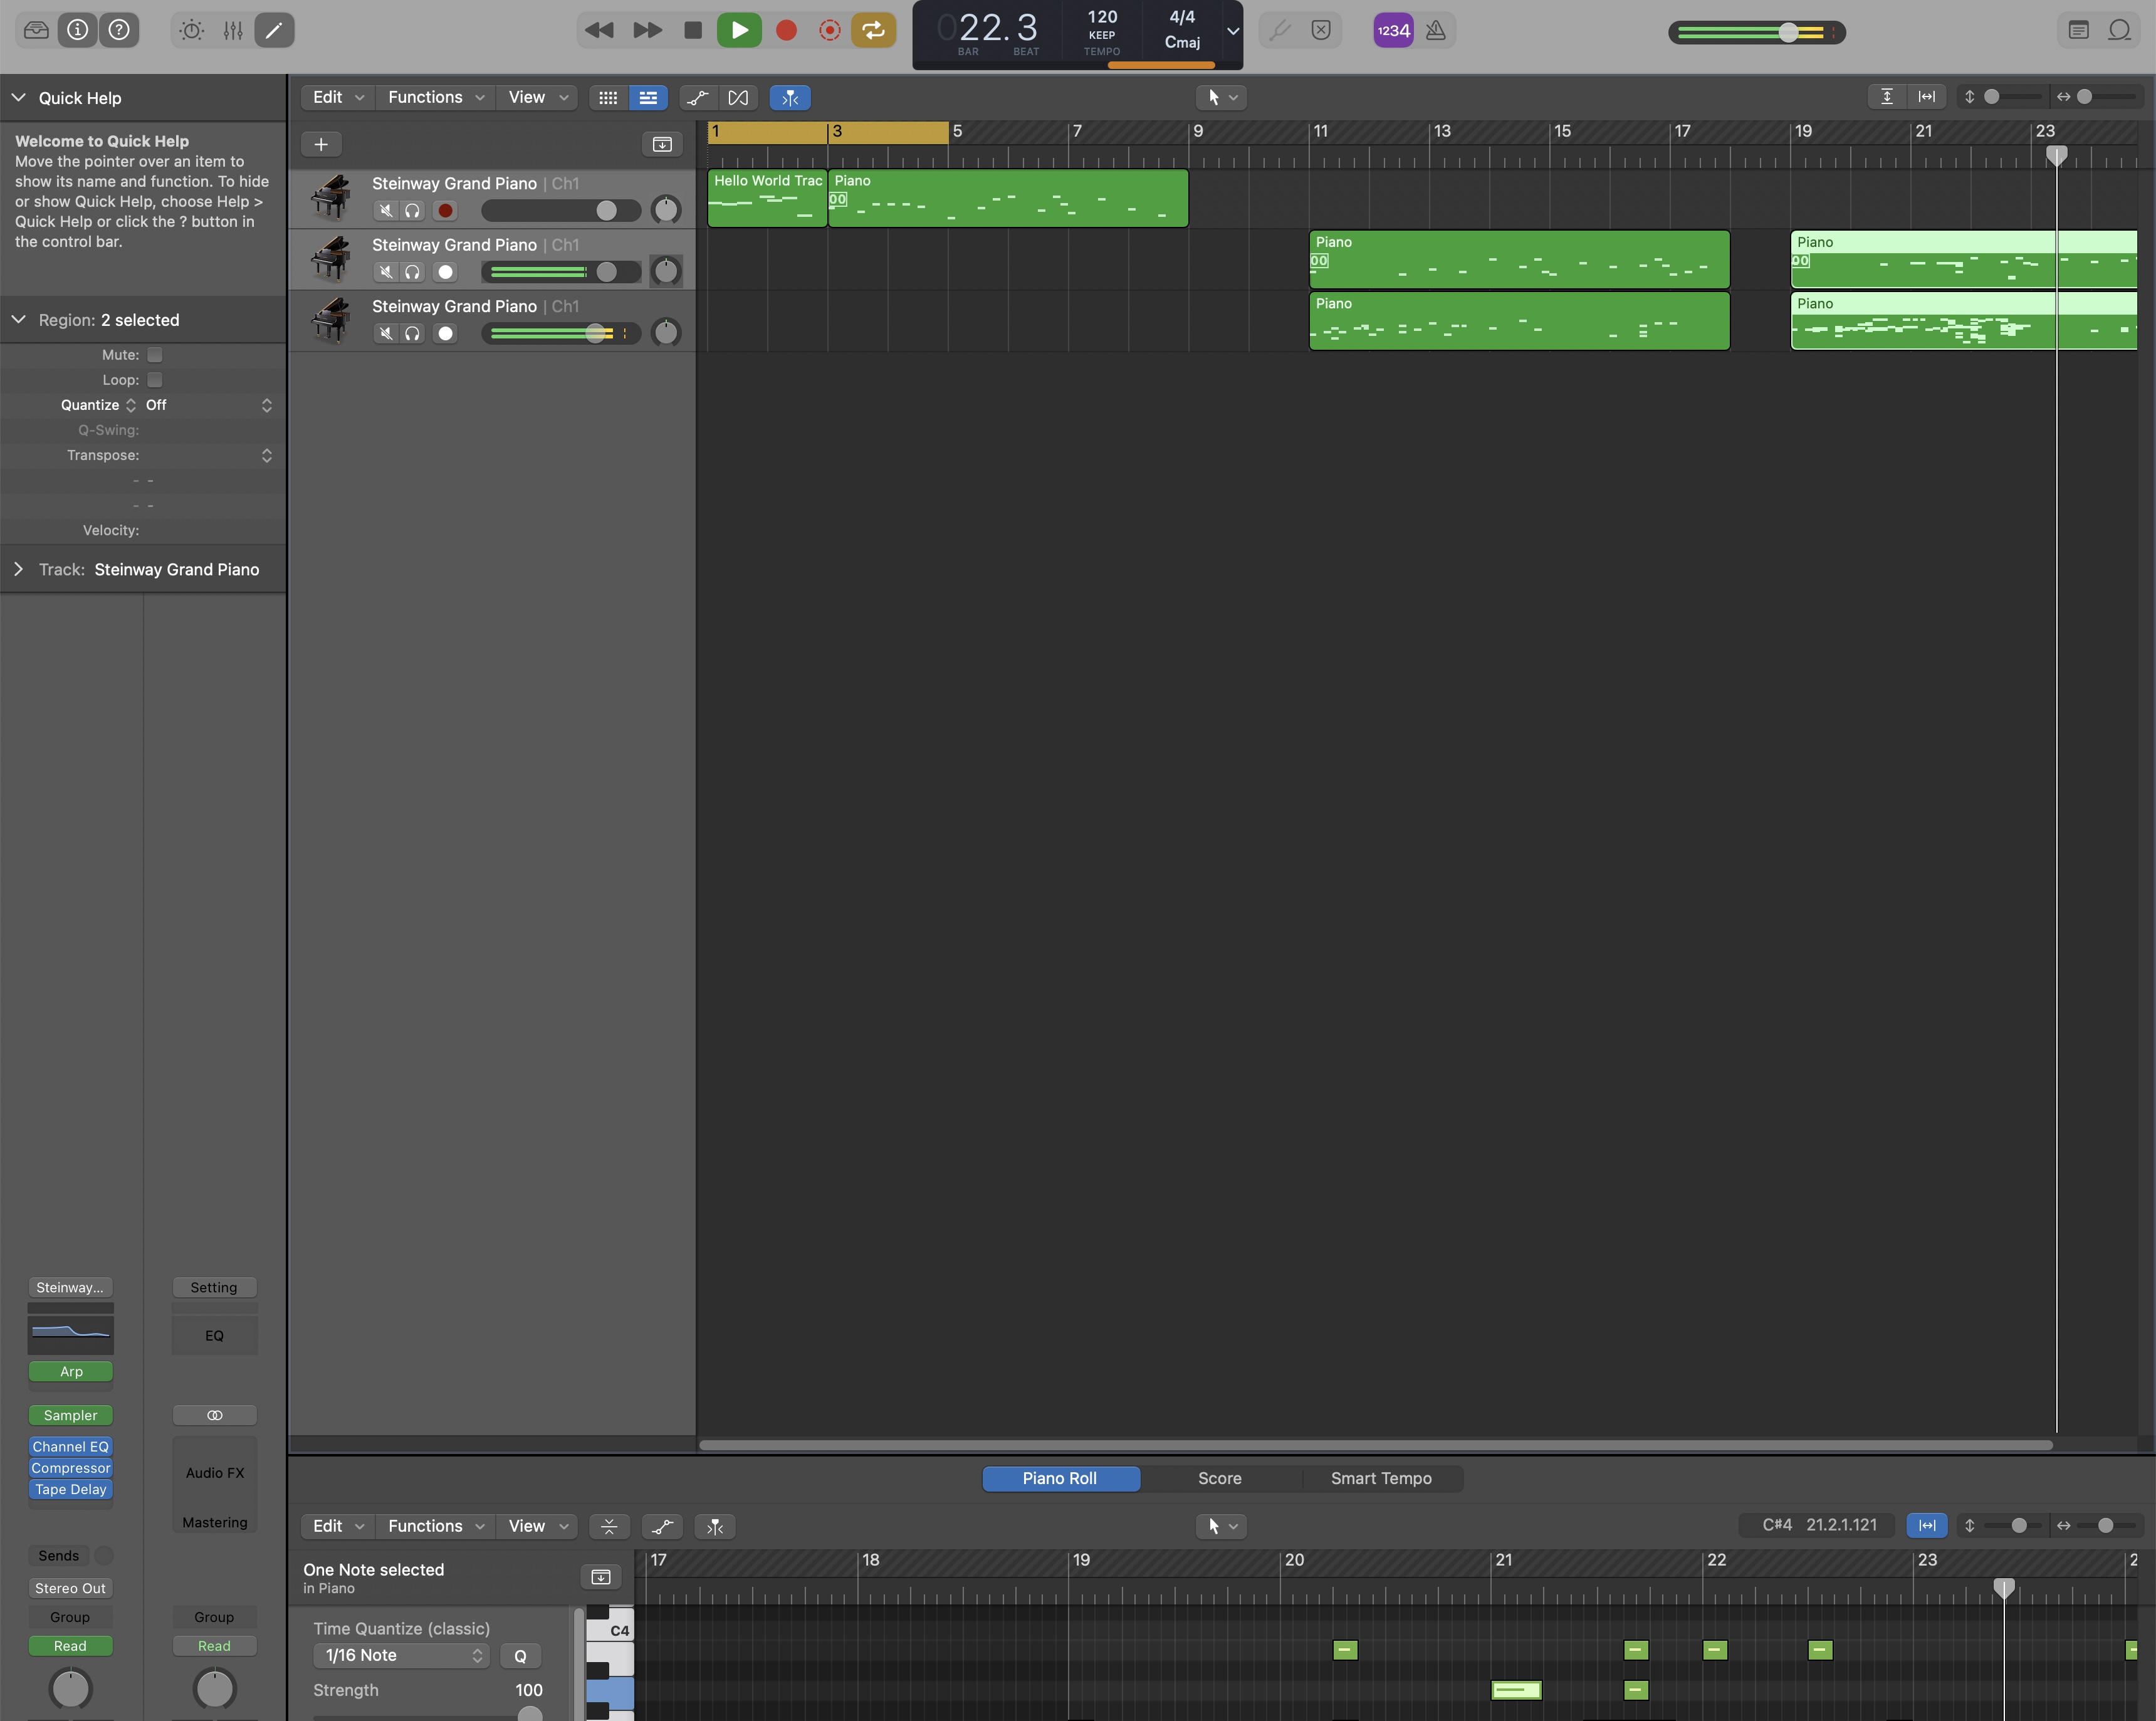 022.3
BAR
BEAT
120
KEEP
TEMPO
4/4
Cmaj
1234
Quick Help
Welcome to Quick Help
Move the pointer over an item to
show its name and function. To hide
or show Quick Help, choose Help >
Quick Help or click the ? button in
the control bar.
Region: 2 selected
Mute:
Loop:
Quantize Off
Q-Swing:
Transpose:
- -
- -
Velocity:
Track: Steinway Grand Piano
Edit Functions View
1 3 5 7 9 11 13 15 17 19 21 23
Steinway Grand Piano | Ch1
Hello World Trac
Piano
Steinway Grand Piano | Ch1
Piano
Piano
Steinway Grand Piano | Ch1
Piano
Piano
Steinway...
Setting
EQ
Arp
Sampler
Channel EQ
Compressor
Tape Delay
Audio FX
Mastering
Sends
Stereo Out
Group
Group
Read
Read
Piano Roll Score Smart Tempo
Edit Functions View
C#4 21.2.1.121
One Note selected
in Piano
17 18 19 20 21 22 23
Time Quantize (classic)
1/16 Note
Q
Strength 100
C4